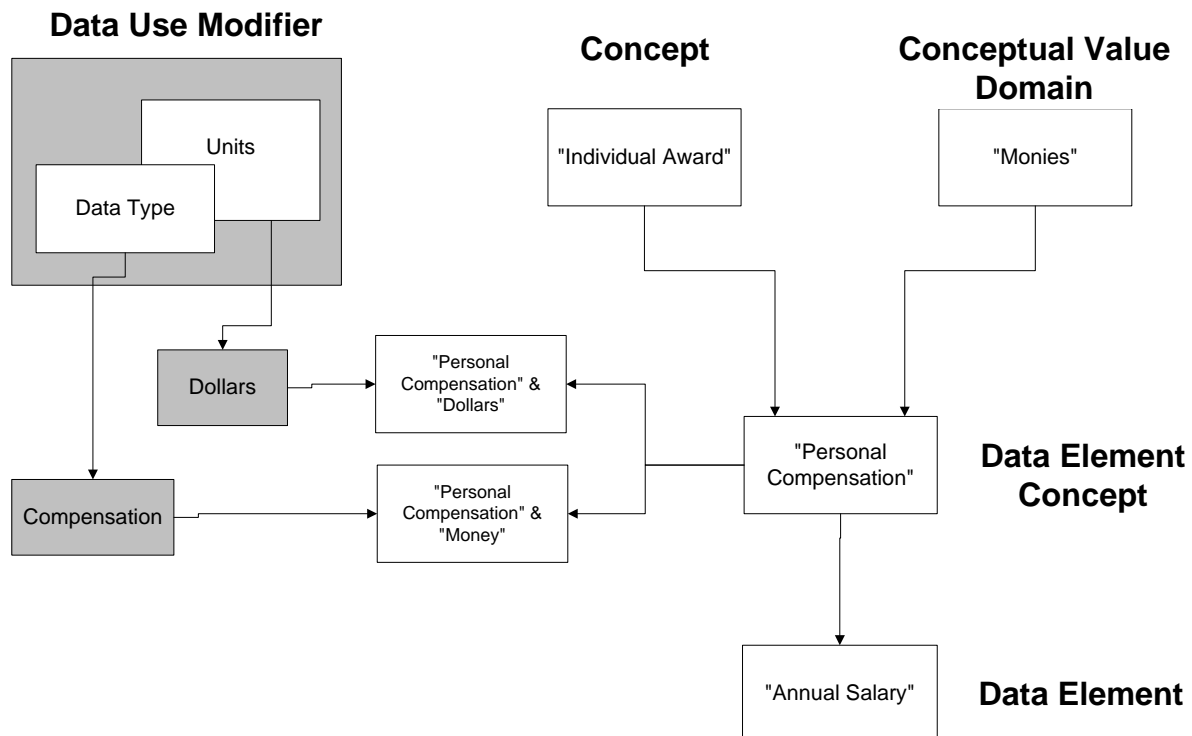 Data Use Modifier
Concept
Conceptual Value
Domain
Units
Data Type
"Individual Award"
"Monies"
Dollars
"Personal
Compensation" &
"Dollars"
"Personal
Compensation"
Data Element
Concept
Compensation
"Personal
Compensation" &
"Money"
"Annual Salary"
Data Element